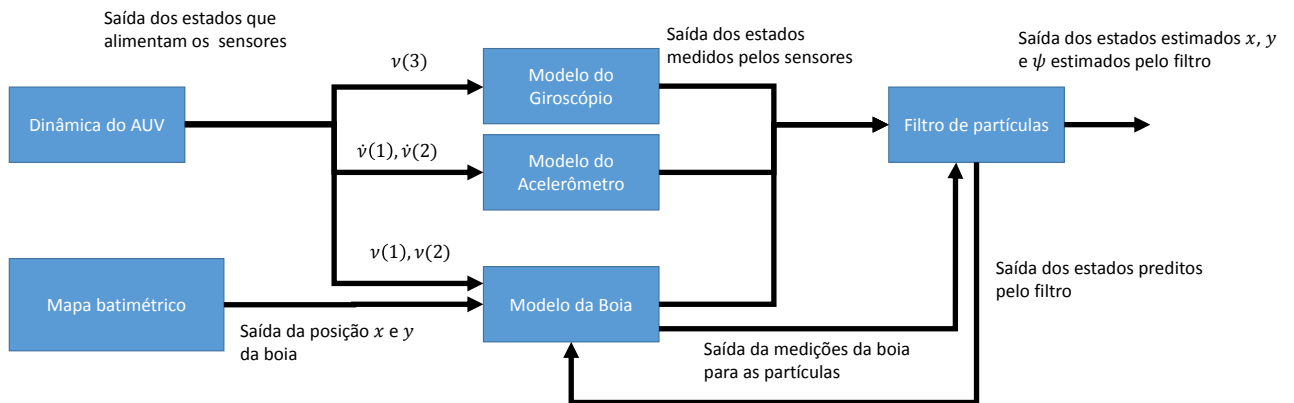 Saída dos estados que
alimentam os sensores
Saída dos estados
medidos pelos sensores
Saída dos estados estimados x, y
e ψ estimados pelo filtro
ν(3)
Modelo do
Giroscópio
Dinâmica do AUV
Filtro de partículas
ν̇(1), ν̇(2)
Modelo do
Acelerômetro
ν(1), ν(2)
Mapa batimétrico
Modelo da Boia
Saída dos estados preditos
pelo filtro
Saída da posição x e y
da boia
Saída da medições da boia
para as partículas